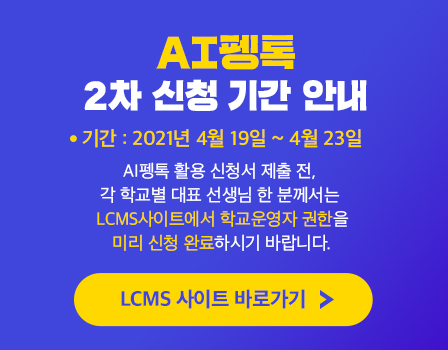 AI펭톡
2차 신청 기간 안내
• 기간 : 2021년 4월 19일 ~ 4월 23일
AI펭톡 활용 신청서 제출 전,
각 학교별 대표 선생님 한 분께서는
LCMS사이트에서 학교운영자 권한을
미리 신청 완료하시기 바랍니다.
LCMS 사이트 바로가기 >